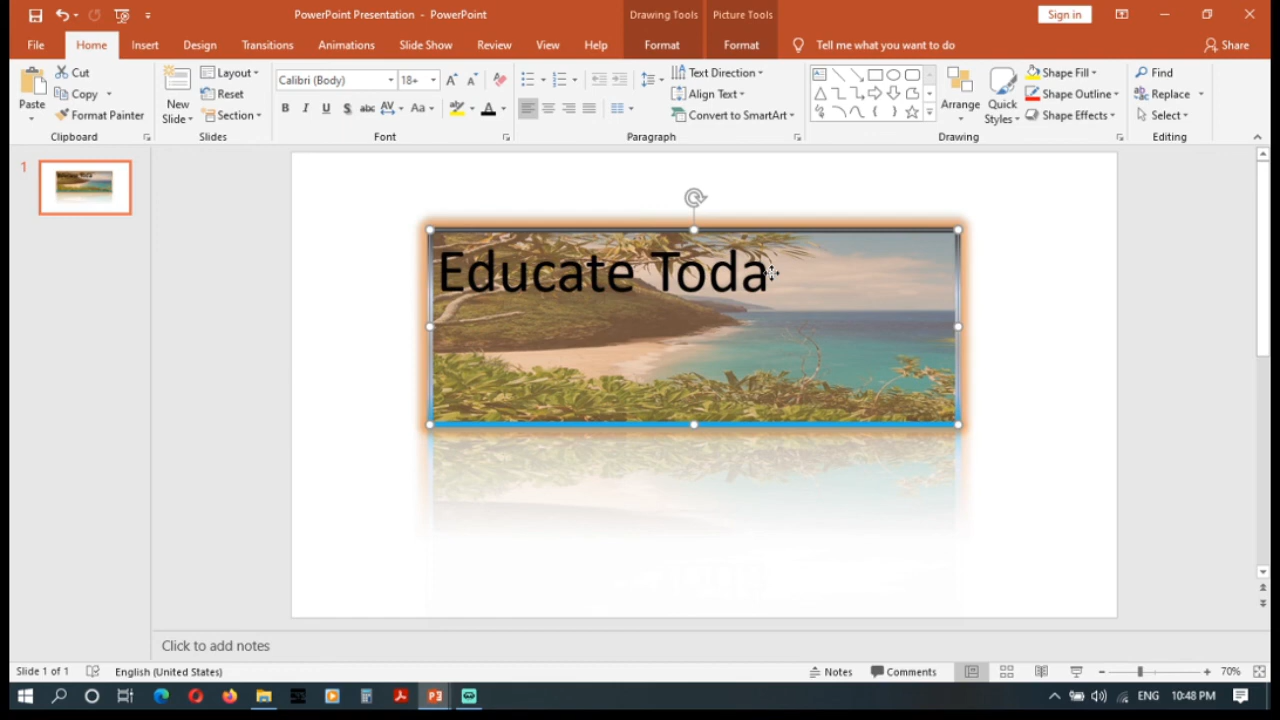 PowerPoint Presentation - PowerPoint
Drawing Tools
Picture Tools
Sign in
File
Home
Insert
Design
Transitions
Animations
Slide Show
Review
View
Help
Format
Format
Tell me what you want to do
Share
Paste
Cut
Copy
Format Painter
Clipboard
New Slide
Layout
Reset
Section
Slides
Calibri (Body)
18+
B I U S abc AV Aa
A
Font
Text Direction
Align Text
Convert to SmartArt
Paragraph
Arrange
Quick Styles
Shape Fill
Shape Outline
Shape Effects
Drawing
Find
Replace
Select
Editing
1
Educate Toda
Click to add notes
Slide 1 of 1
English (United States)
Notes
Comments
70%
ENG
10:48 PM